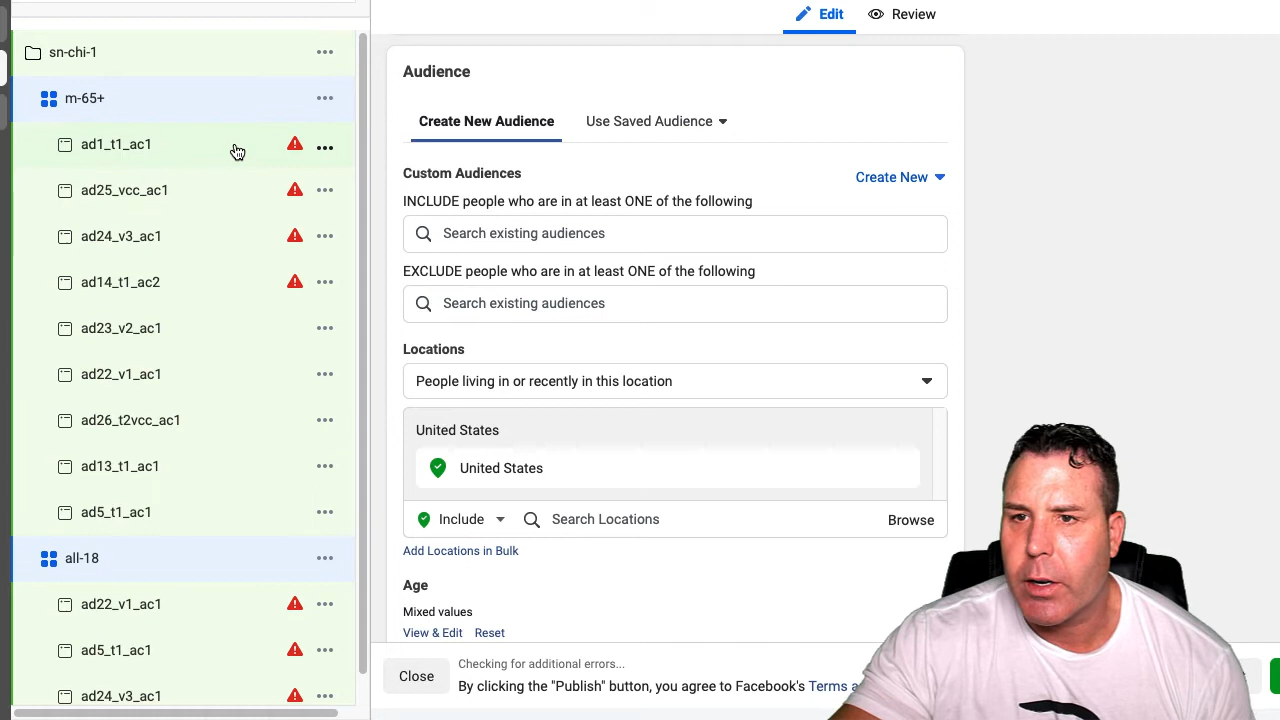 Edit
Review
sn-chi-1
m-65+
ad1_t1_ac1
ad25_vcc_ac1
ad24_v3_ac1
ad14_t1_ac2
ad23_v2_ac1
ad22_v1_ac1
ad26_t2vcc_ac1
ad13_t1_ac1
ad5_t1_ac1
all-18
ad22_v1_ac1
ad5_t1_ac1
ad24_v3_ac1
Audience
Create New Audience
Use Saved Audience
Custom Audiences
Create New
INCLUDE people who are in at least ONE of the following
Search existing audiences
EXCLUDE people who are in at least ONE of the following
Search existing audiences
Locations
People living in or recently in this location
United States
United States
Include
Search Locations
Browse
Add Locations in Bulk
Age
Mixed values
View & Edit Reset
Close
Checking for additional errors...
By clicking the "Publish" button, you agree to Facebook's Terms